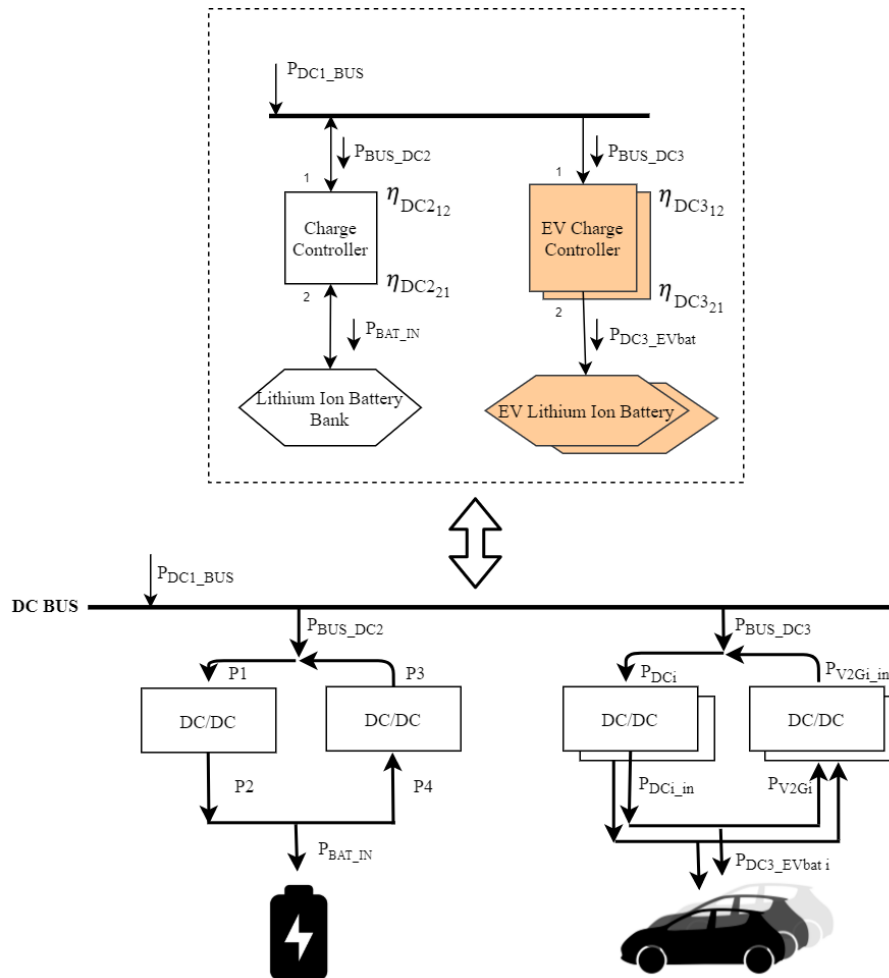 P_DC1_BUS
P_BUS_DC2
P_BUS_DC3
1
1
η_DC2_12
η_DC3_12
Charge
Controller
EV Charge
Controller
η_DC2_21
η_DC3_21
2
2
P_BAT_IN
P_DC3_EVbat
Lithium Ion Battery
Bank
EV Lithium Ion Battery
P_DC1_BUS
DC BUS
P_BUS_DC2
P_BUS_DC3
P1
P3
P_DCi
P_V2Gi_in
DC/DC
DC/DC
DC/DC
DC/DC
P2
P4
P_DCi_in
P_V2Gi
P_BAT_IN
P_DC3_EVbat i